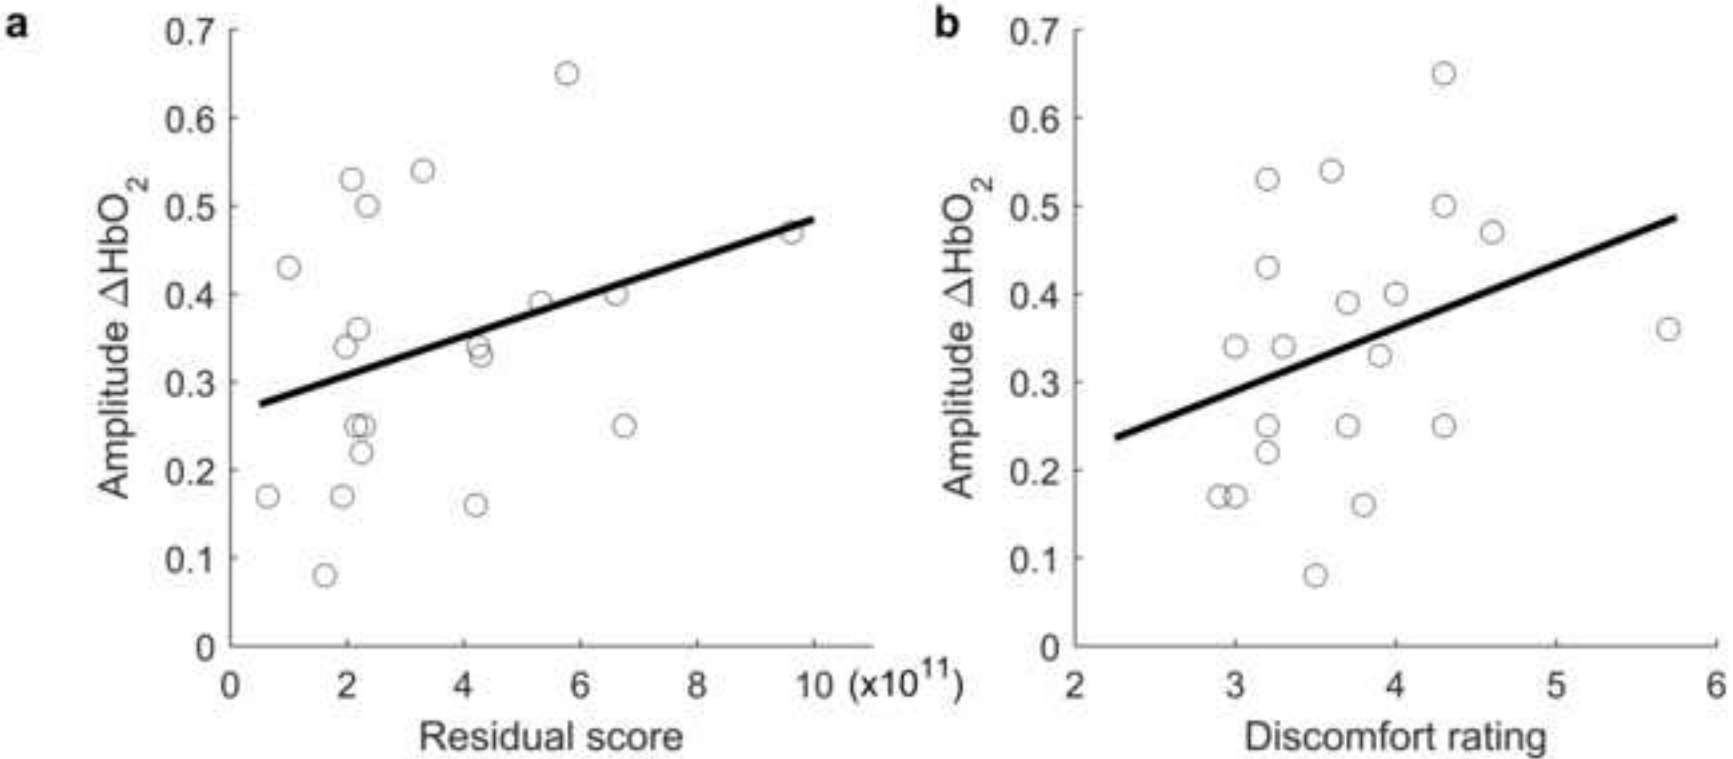 a
0.7
0.6
0.5
0.4
0.3
0.2
0.1
0
Amplitude ΔHbO2
0 2 4 6 8 10 (x10^11)
Residual score
b
0.7
0.6
0.5
0.4
0.3
0.2
0.1
0
Amplitude ΔHbO2
2 3 4 5 6
Discomfort rating